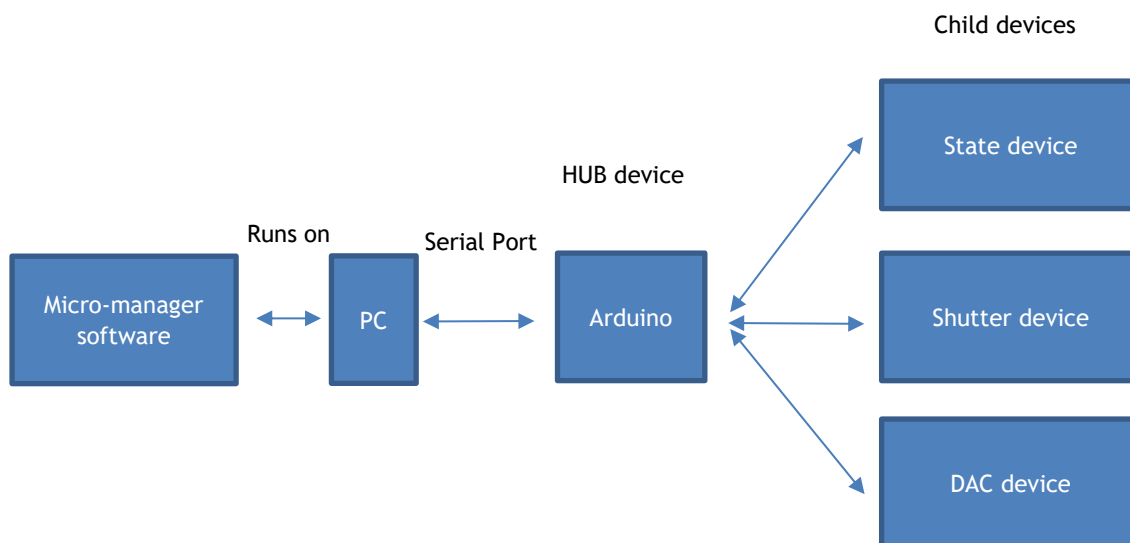 Child devices
State device
HUB device
Runs on
Serial Port
Micro-manager
software
PC
Arduino
Shutter device
DAC device